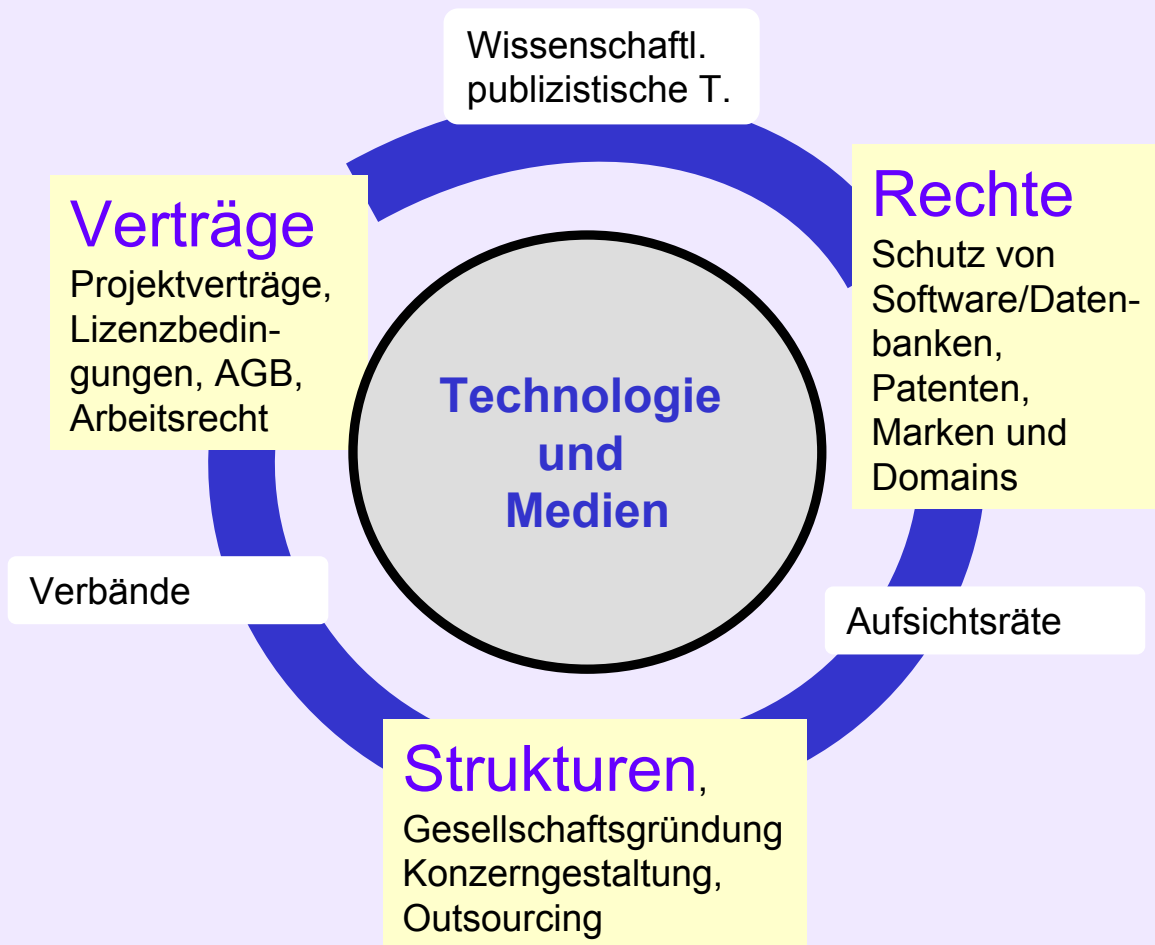 Wissenschaftl.
publizistische T.
Verträge
Projektverträge,
Lizenzbedin-
gungen, AGB,
Arbeitsrecht
Rechte
Schutz von
Software/Daten-
banken,
Patenten,
Marken und
Domains
Technologie
und
Medien
Verbände
Aufsichtsräte
Strukturen,
Gesellschaftsgründung
Konzerngestaltung,
Outsourcing